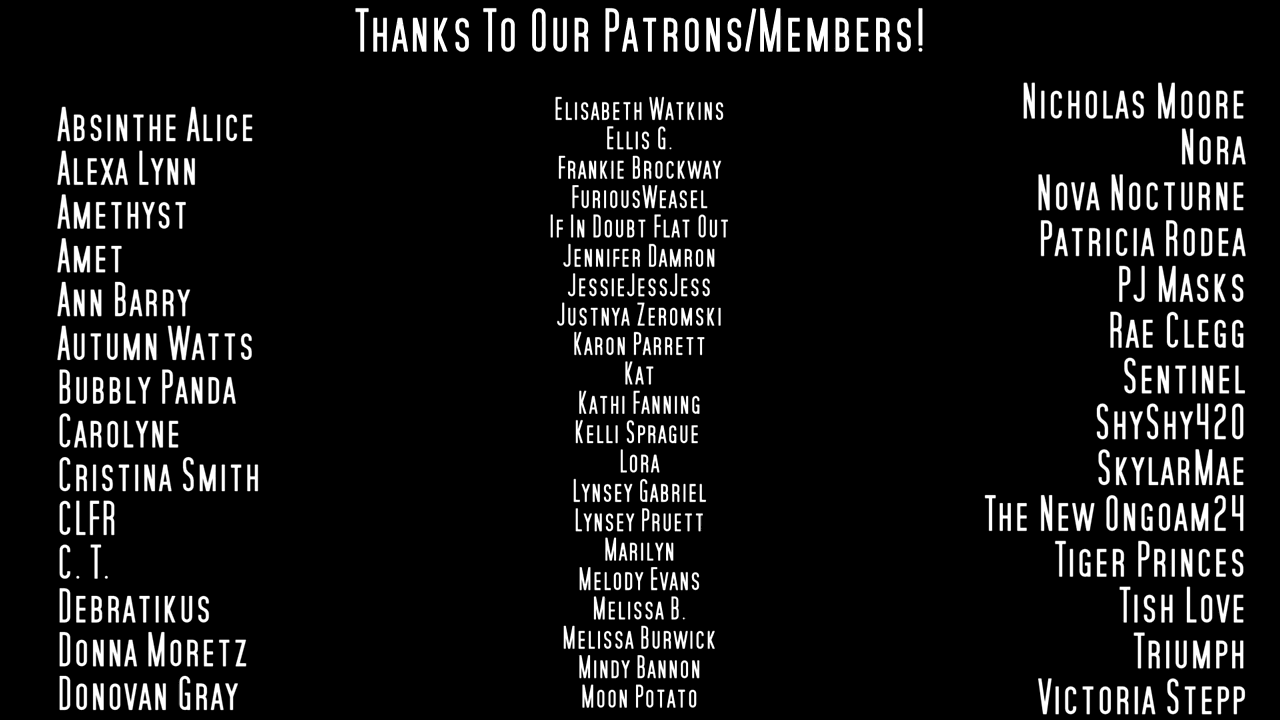 Thanks To Our Patrons/Members!
Absinthe Alice
Alexa Lynn
Amethyst
Amet
Ann Barry
Autumn Watts
Bubbly Panda
Carolyne
Cristina Smith
CLFR
C. T.
Debratikus
Donna Moretz
Donovan Gray
Elisabeth Watkins
Ellis G.
Frankie Brockway
FuriousWeasel
If In Doubt Flat Out
Jennifer Damron
JessieJessJess
Justnya Zeromski
Karon Parrett
Kat
Kathi Fanning
Kelli Sprague
Lora
Lynsey Gabriel
Lynsey Pruett
Marilyn
Melody Evans
Melissa B.
Melissa Burwick
Mindy Bannon
Moon Potato
Nicholas Moore
Nora
Nova Nocturne
Patricia Rodea
PJ Masks
Rae Clegg
Sentinel
ShyShy420
SkylarMae
The New Ongoam24
Tiger Princes
Tish Love
Triumph
Victoria Stepp